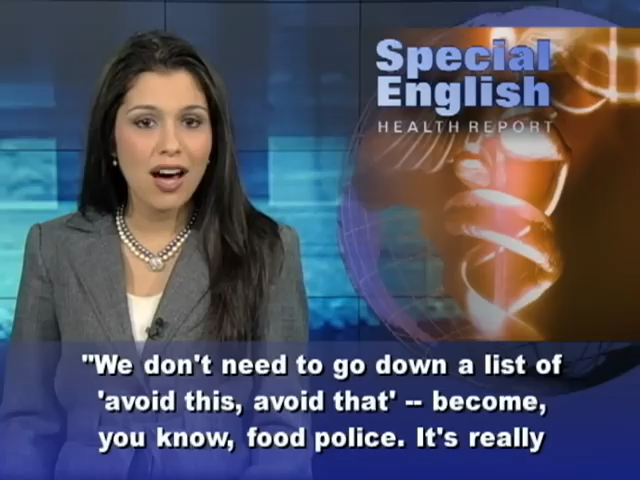 Special
English
HEALTH REPORT
"We don't need to go down a list of
'avoid this, avoid that' -- become,
you know, food police. It's really